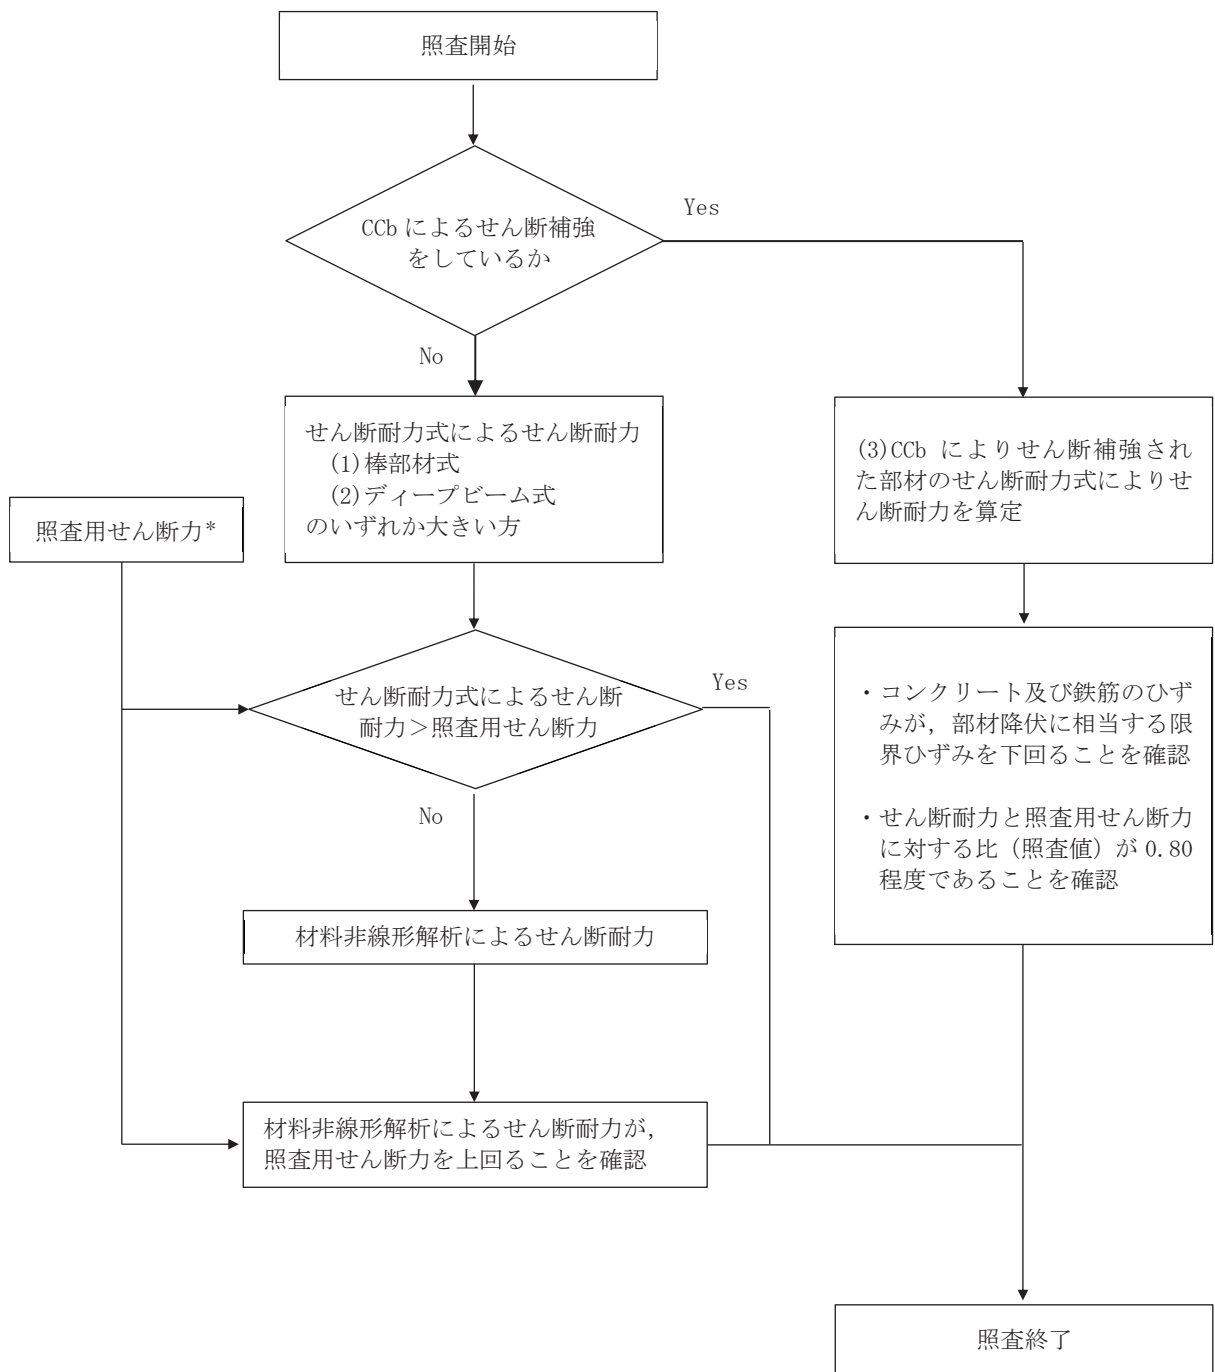 照査開始
CCb によるせん断補強
をしているか
Yes
No
せん断耐力式によるせん断耐力
(1)棒部材式
(2)ディープビーム式
のいずれか大きい方
(3)CCb によりせん断補強され
た部材のせん断耐力式によりせ
ん断耐力を算定
照査用せん断力*
せん断耐力式によるせん断
耐力＞照査用せん断力
Yes
No
・コンクリート及び鉄筋のひず
みが，部材降伏に相当する限
界ひずみを下回ることを確認
・せん断耐力と照査用せん断力
に対する比（照査値）が 0.80
程度であることを確認
材料非線形解析によるせん断耐力
材料非線形解析によるせん断耐力が，
照査用せん断力を上回ることを確認
照査終了